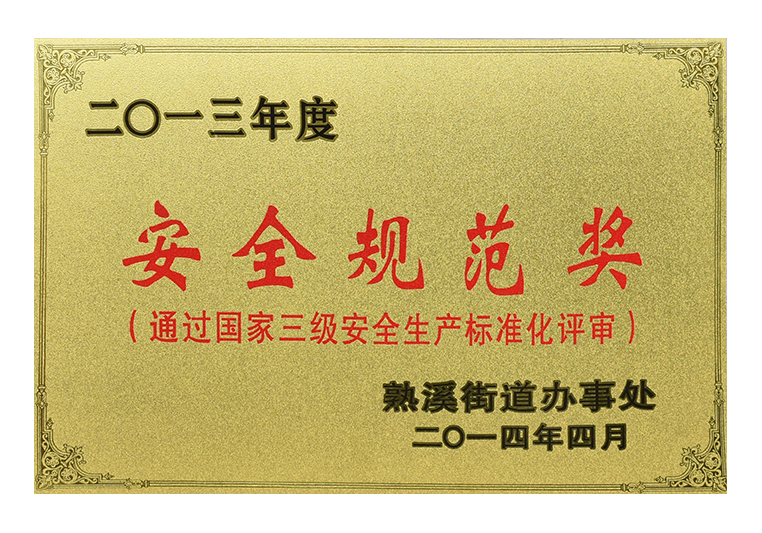 二〇一三年度
安全规范奖
（通过国家三级安全生产标准化评审）
熟溪街道办事处
二〇一四年四月